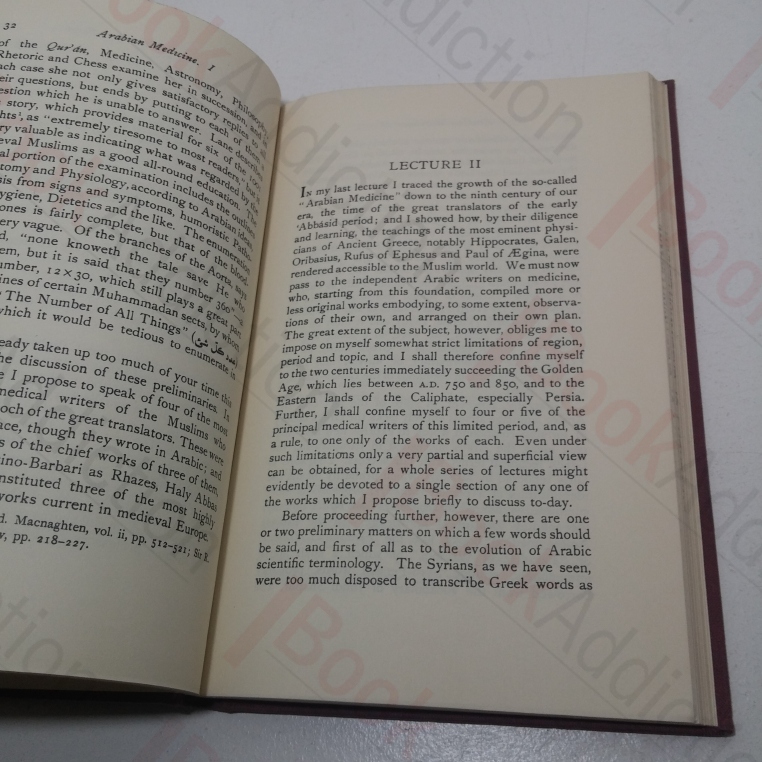 32
Arabian Medicine. I
of the Qur'án, Medicine, Astronomy, Philosophy,
Rhetoric and Chess examine her in succession, and in
each case she not only gives satisfactory replies to
their questions, but ends by putting to each of them a
question which he is unable to answer. Lane describes
story, which provides material for six of the 1001
hts', as "extremely tiresome to most readers", but
ry valuable as indicating what was regarded by the
eval Muslims as a good all-round education. The
al portion of the examination includes the outlines
tomy and Physiology, according to Arabian ideas,
sis from signs and symptoms, humoristic Patho-
ygiene, Dietetics and the like. The enumeration
ones is fairly complete, but that of the blood-
ery vague. Of the branches of the Aorta, says
d, "none knoweth the tale save He who
em, but it is said that they number 360"
umber, 12 × 30, which still plays a great part
ines of certain Muhammadan sects, by whom
"The Number of All Things" (عدد كلّ شئ)
which it would be tedious to enumerate in
eady taken up too much of your time this
he discussion of these preliminaries. In
e I propose to speak of four of the most
medical writers of the Muslims who
och of the great translators. These were
ace, though they wrote in Arabic; and
s of the chief works of three of them,
ino-Barbari as Rhazes, Haly Abbas
nstituted three of the most highly
works current in medieval Europe.
d. Macnaghten, vol. ii, pp. 512–521; Sir R.
y, pp. 218–227.
LECTURE II
In my last lecture I traced the growth of the so-called
"Arabian Medicine" down to the ninth century of our
era, the time of the great translators of the early
'Abbásid period; and I showed how, by their diligence
and learning, the teachings of the most eminent physi-
cians of Ancient Greece, notably Hippocrates, Galen,
Oribasius, Rufus of Ephesus and Paul of Ægina, were
rendered accessible to the Muslim world. We must now
pass to the independent Arabic writers on medicine,
who, starting from this foundation, compiled more or
less original works embodying, to some extent, observa-
tions of their own, and arranged on their own plan.
The great extent of the subject, however, obliges me to
impose on myself somewhat strict limitations of region,
period and topic, and I shall therefore confine myself
to the two centuries immediately succeeding the Golden
Age, which lies between A.D. 750 and 850, and to the
Eastern lands of the Caliphate, especially Persia.
Further, I shall confine myself to four or five of the
principal medical writers of this limited period, and, as
a rule, to one only of the works of each. Even under
such limitations only a very partial and superficial view
can be obtained, for a whole series of lectures might
evidently be devoted to a single section of any one of
the works which I propose briefly to discuss to-day.
Before proceeding further, however, there are one
or two preliminary matters on which a few words should
be said, and first of all as to the evolution of Arabic
scientific terminology. The Syrians, as we have seen,
were too much disposed to transcribe Greek words as
BookAddiction